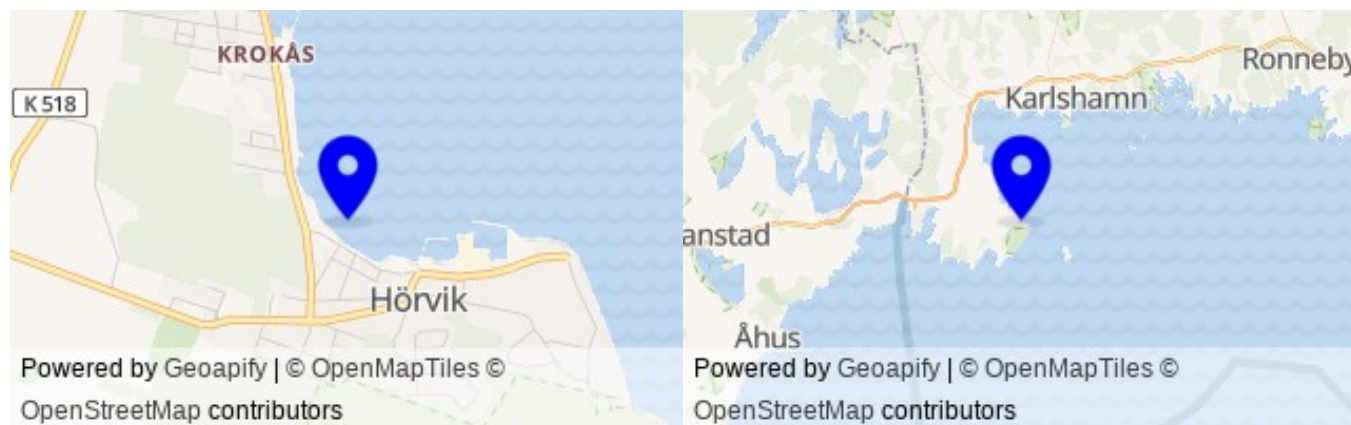 KROKÅS
K 518
Hörvik
Powered by Geoapify | © OpenMapTiles ©
OpenStreetMap contributors
Ronneby
Karlshamn
anstad
Åhus
Powered by Geoapify | © OpenMapTiles ©
OpenStreetMap contributors